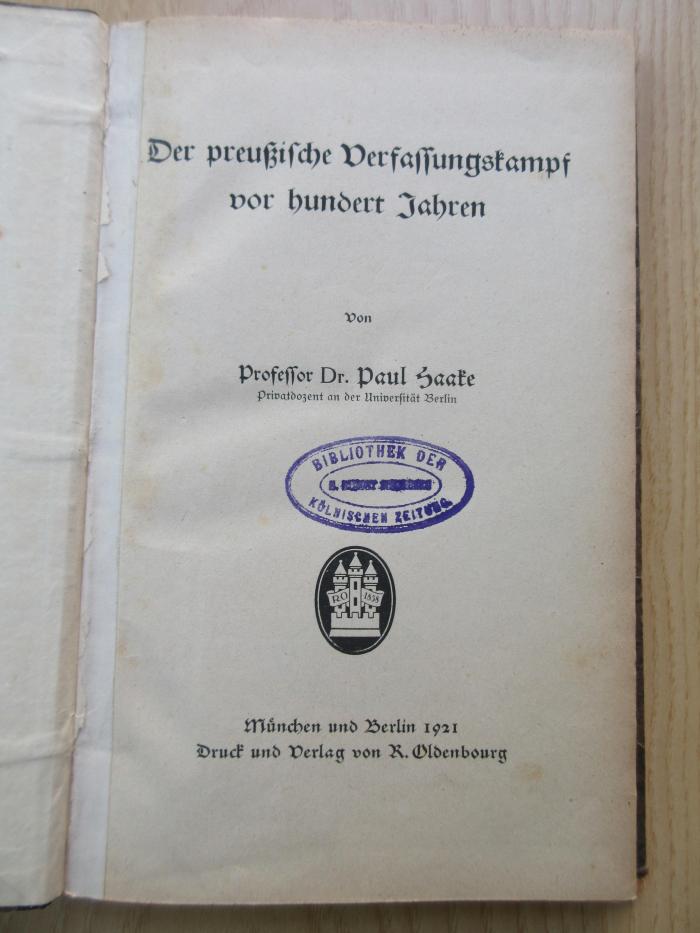 Der preußische Verfassungskampf
vor hundert Jahren
Von
Professor Dr. Paul Haake
Privatdozent an der Universität Berlin
BIBLIOTHEK DER
KÖLNISCHEN ZEITUNG
R.O. 1858
München und Berlin 1921
Druck und Verlag von R. Oldenbourg